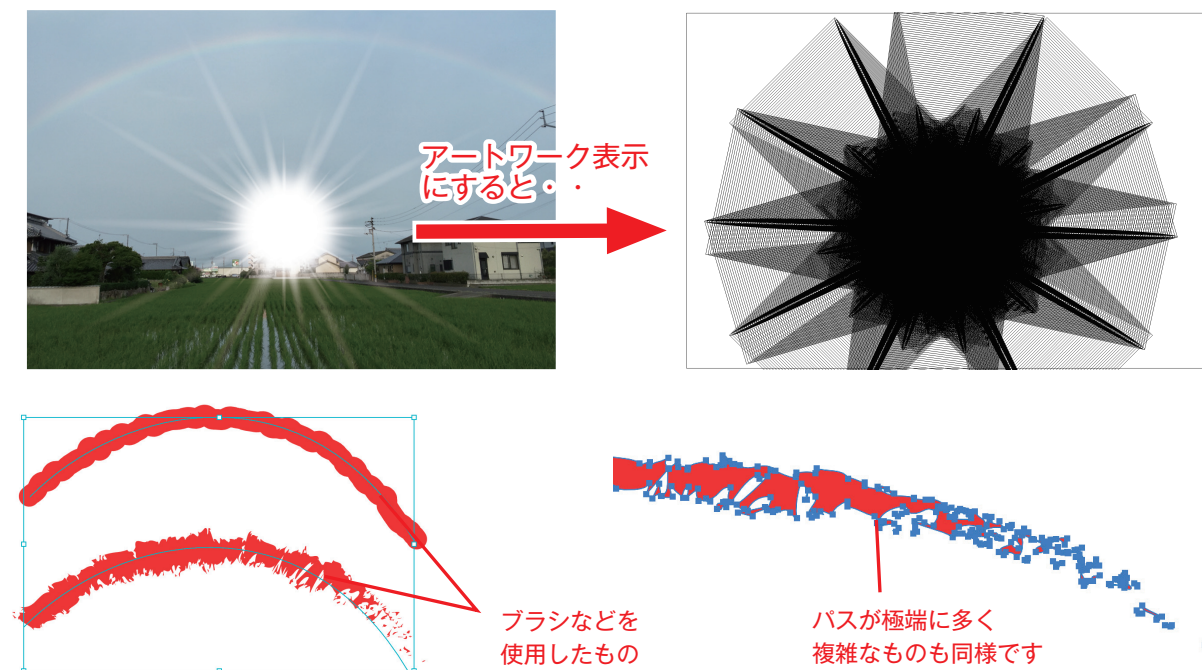 アートワーク表示
にすると・・
ブラシなどを
使用したもの
パスが極端に多く
複雑なものも同様です